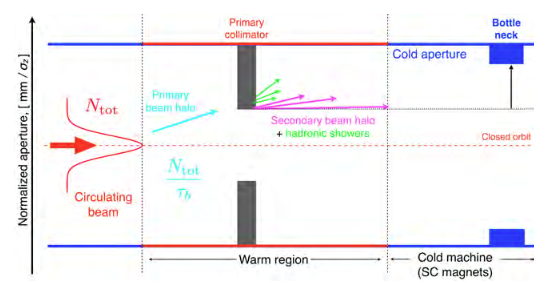 Primary
collimator
Bottle
neck
Normalized aperture, [ mm / σz ]
Cold aperture
Ntot
Primary
beam halo
Secondary beam halo
+ hadronic showers
Closed orbit
Ntot
τb
Circulating
beam
Warm region
Cold machine
(SC magnets)